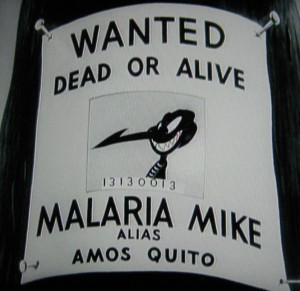 WANTED
DEAD OR ALIVE
13130013
MALARIA MIKE
ALIAS
AMOS QUITO